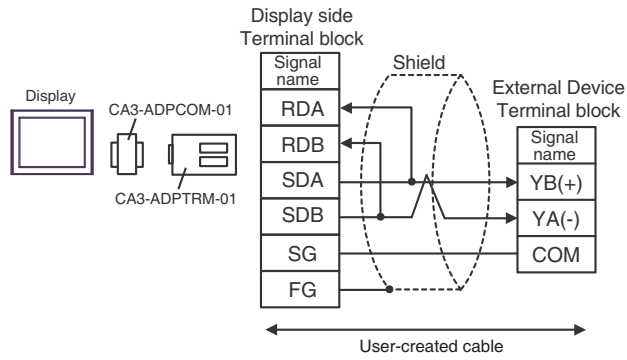 Display side
Terminal block
Signal
name
RDA
RDB
SDA
SDB
SG
FG
Shield
External Device
Terminal block
Signal
name
YB(+)
YA(-)
COM
Display
CA3-ADPCOM-01
CA3-ADPTRM-01
User-created cable